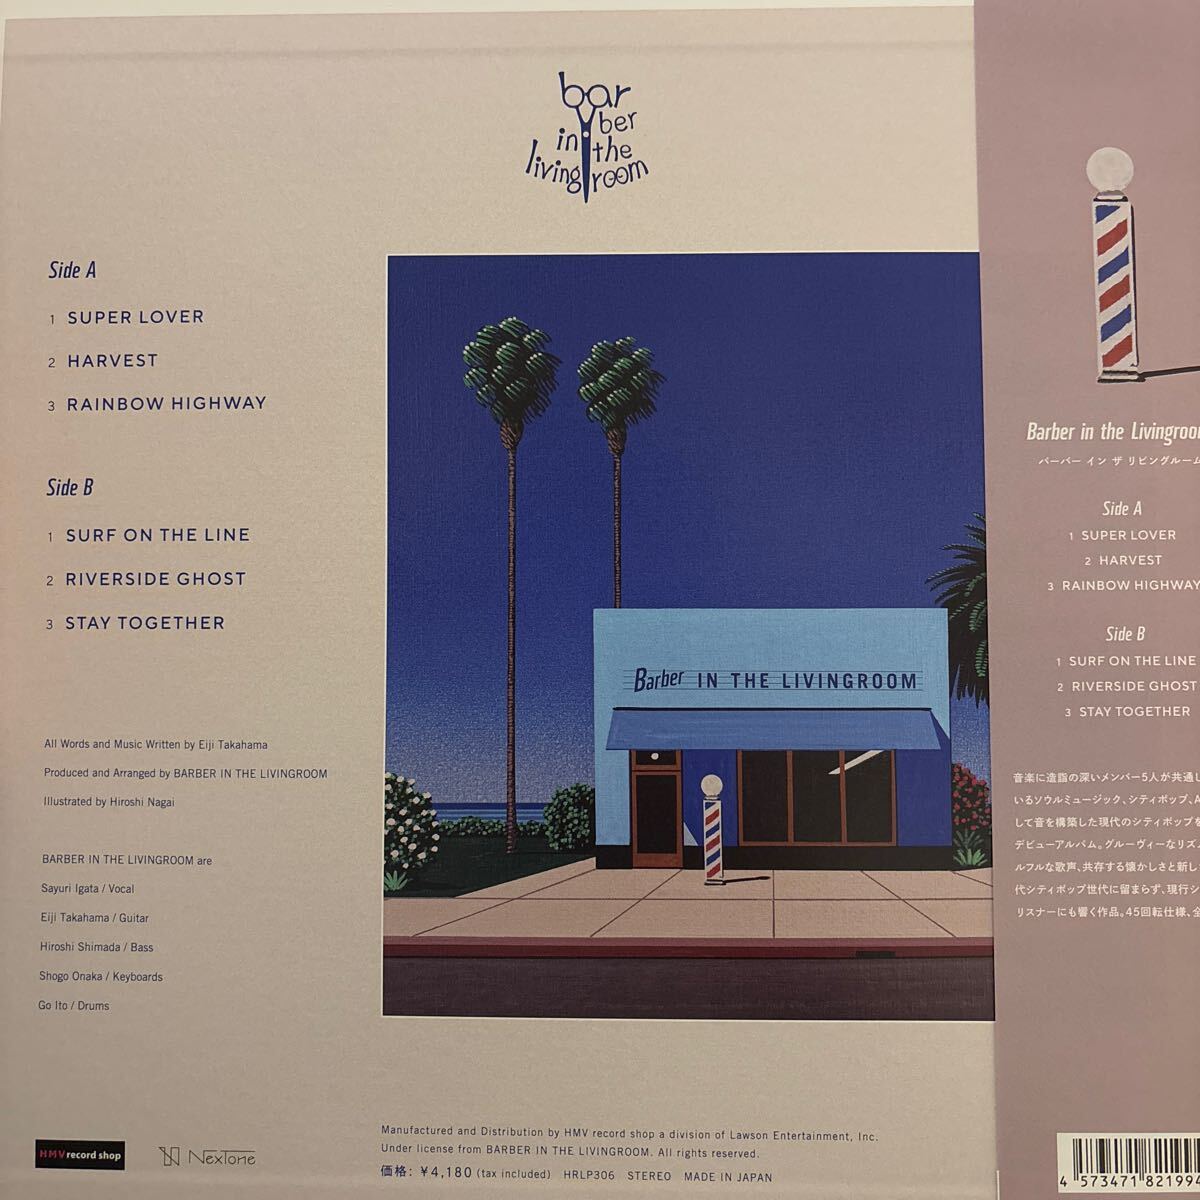 bar
ber
in the
living room
Side A
1 SUPER LOVER
2 HARVEST
3 RAINBOW HIGHWAY
Side B
1 SURF ON THE LINE
2 RIVERSIDE GHOST
3 STAY TOGETHER
All Words and Music Written by Eiji Takahama
Produced and Arranged by BARBER IN THE LIVINGROOM
Illustrated by Hiroshi Nagai
BARBER IN THE LIVINGROOM are
Sayuri Igata / Vocal
Eiji Takahama / Guitar
Hiroshi Shimada / Bass
Shogo Onaka / Keyboards
Go Ito / Drums
Barber IN THE LIVINGROOM
HMV record shop
NexTone
Manufactured and Distribution by HMV record shop a division of Lawson Entertainment, Inc.
Under license from BARBER IN THE LIVINGROOM. All rights reserved.
価格: ¥4,180 (tax included) HRLP306 STEREO MADE IN JAPAN
Barber in the Livingroom
バーバー イン ザ リビングルーム
Side A
1 SUPER LOVER
2 HARVEST
3 RAINBOW HIGHWAY
Side B
1 SURF ON THE LINE
2 RIVERSIDE GHOST
3 STAY TOGETHER
音楽に造詣の深いメンバー5人が共通し
いるソウルミュージック、シティポップ、A
して音を構築した現代のシティポップを
デビューアルバム。グルーヴィーなリズム
ルフルな歌声、共存する懐かしさと新し
代シティポップ世代に留まらず、現行シ
リスナーにも響く作品。45回転仕様、全
4 573471 82199